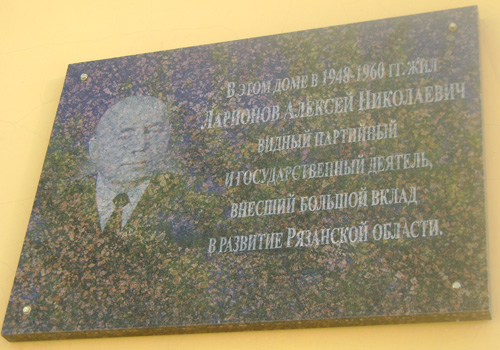 В ЭТОМ ДОМЕ В 1948-1960 ГГ. ЖИЛ
ЛАРИОНОВ АЛЕКСЕЙ НИКОЛАЕВИЧ
ВИДНЫЙ ПАРТИЙНЫЙ
И ГОСУДАРСТВЕННЫЙ ДЕЯТЕЛЬ,
ВНЕСШИЙ БОЛЬШОЙ ВКЛАД
В РАЗВИТИЕ РЯЗАНСКОЙ ОБЛАСТИ.